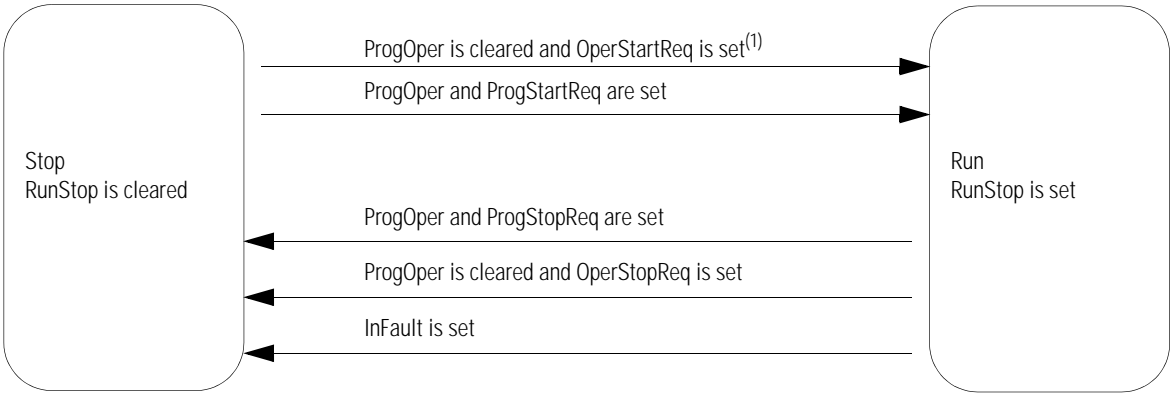 ProgOper is cleared and OperStartReq is set(1)
ProgOper and ProgStartReq are set
Stop
RunStop is cleared
Run
RunStop is set
ProgOper and ProgStopReq are set
ProgOper is cleared and OperStopReq is set
InFault is set